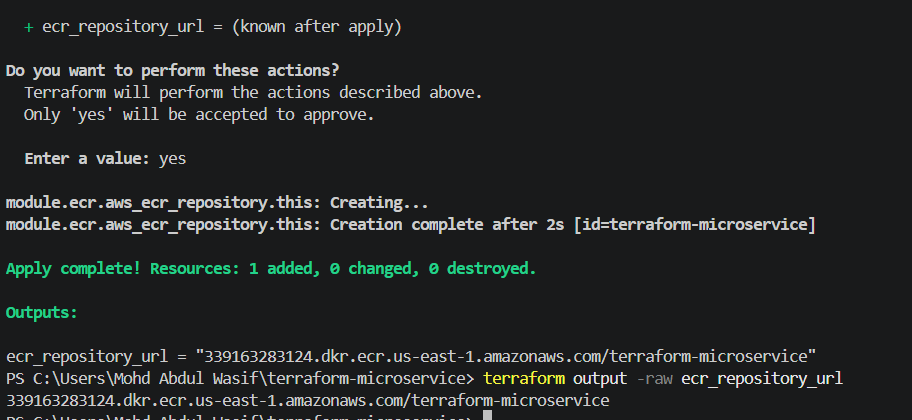 + ecr_repository_url = (known after apply)
Do you want to perform these actions?
Terraform will perform the actions described above.
Only 'yes' will be accepted to approve.
Enter a value: yes
module.ecr.aws_ecr_repository.this: Creating...
module.ecr.aws_ecr_repository.this: Creation complete after 2s [id=terraform-microservice]
Apply complete! Resources: 1 added, 0 changed, 0 destroyed.
Outputs:
ecr_repository_url = "339163283124.dkr.ecr.us-east-1.amazonaws.com/terraform-microservice"
PS C:\Users\Mohd Abdul Wasif\terraform-microservice> terraform output -raw ecr_repository_url
339163283124.dkr.ecr.us-east-1.amazonaws.com/terraform-microservice
PS C:\Users\Mohd Abdul Wasif\terraform-microservice>